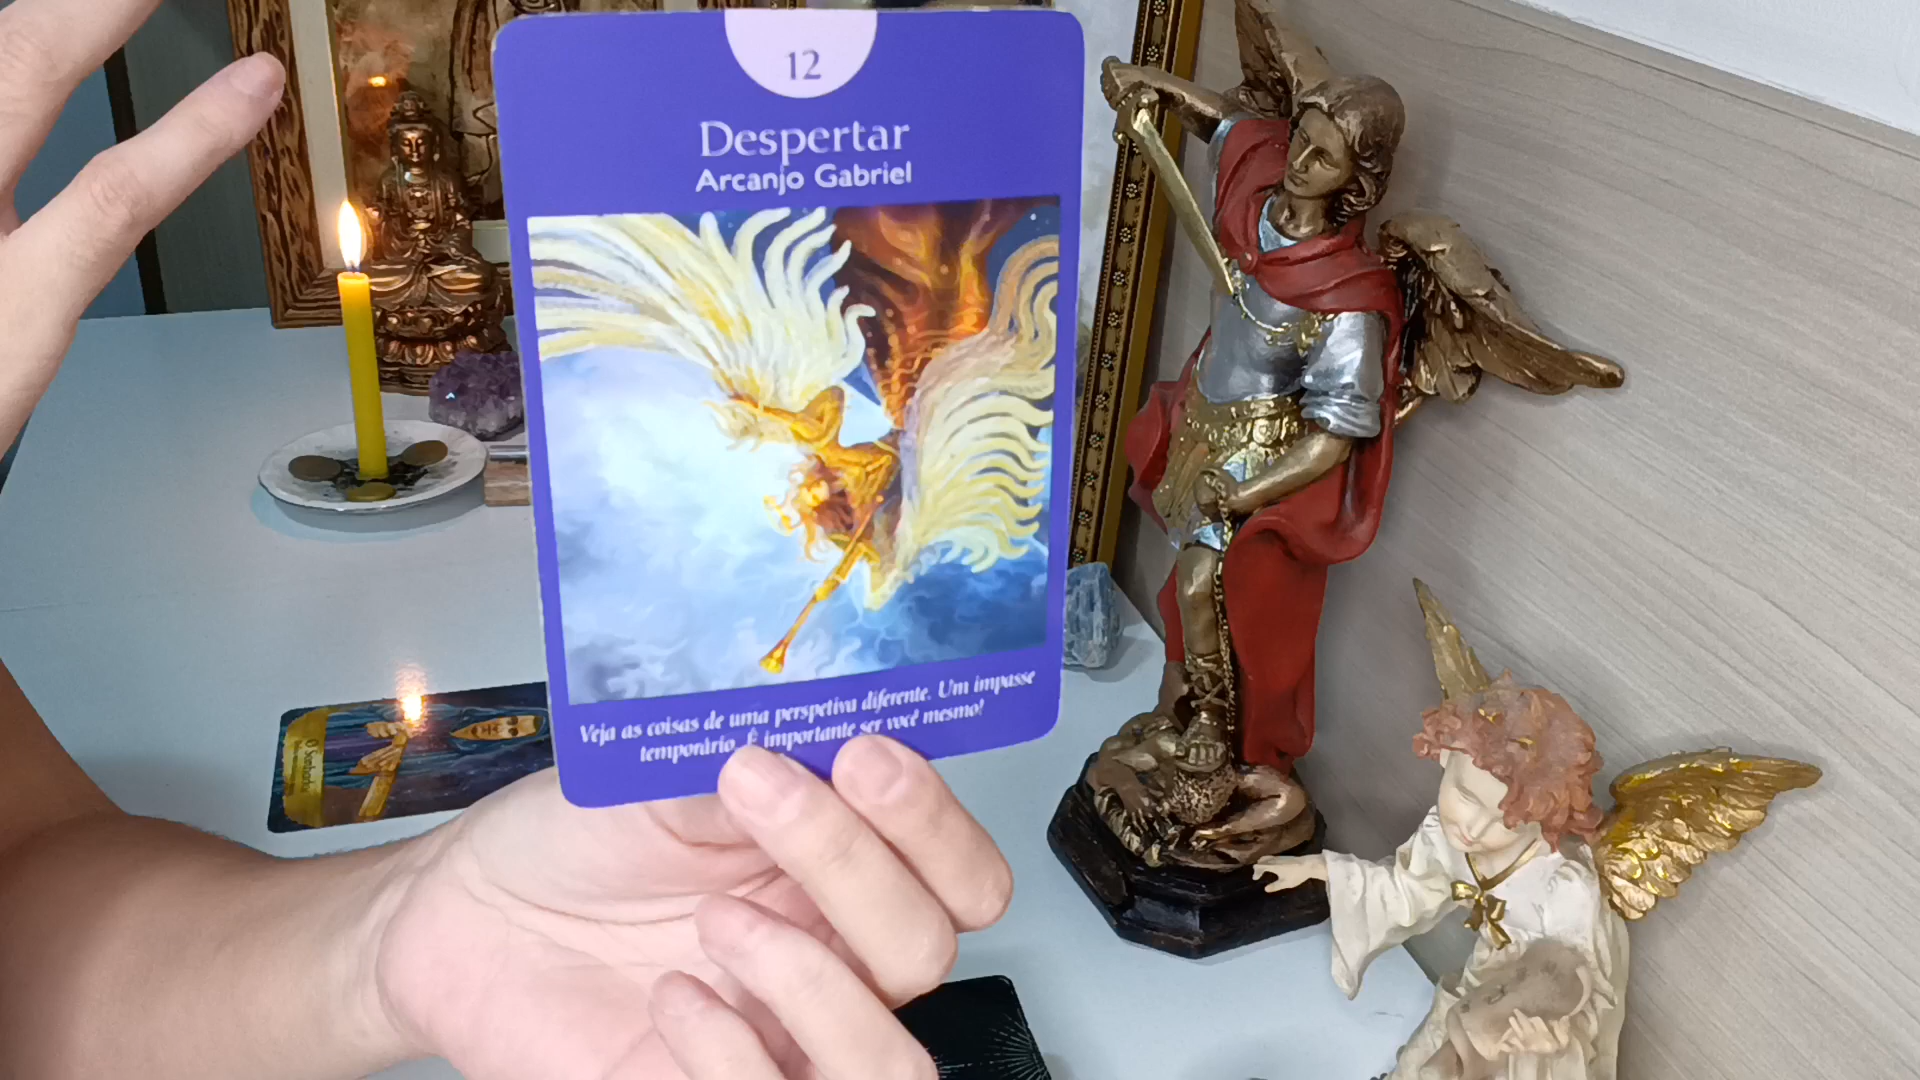 12
Despertar
Arcanjo Gabriel
Veja as coisas de uma perspetiva diferente. Um impasse
temporário. É importante ser você mesmo!